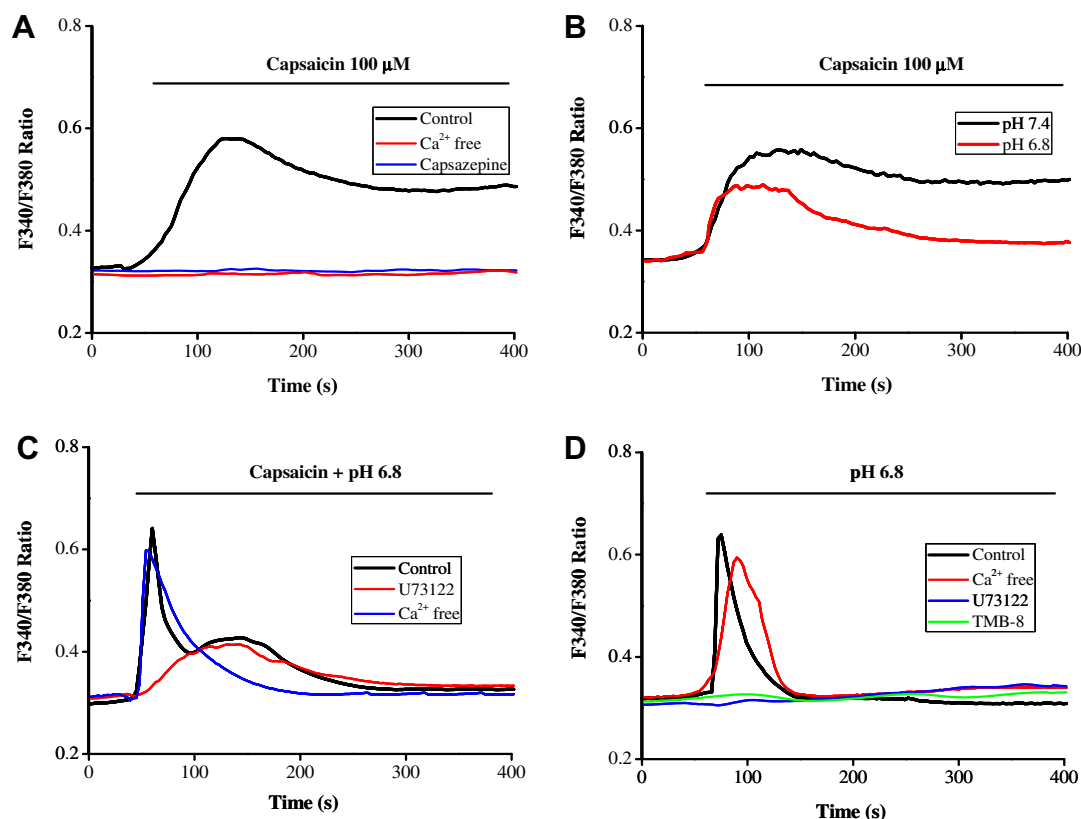 A
0.8
Capsaicin 100 µM
Control
Ca²⁺ free
Capsazepine
0.6
F340/F380 Ratio
0.4
0.2
0
100
200
300
400
Time (s)
B
0.8
Capsaicin 100 µM
pH 7.4
pH 6.8
0.6
F340/F380 Ratio
0.4
0.2
0
100
200
300
400
Time (s)
C
0.8
Capsaicin + pH 6.8
Control
U73122
Ca²⁺ free
0.6
F340/F380 Ratio
0.4
0.2
0
100
200
300
400
Time (s)
D
0.8
pH 6.8
Control
Ca²⁺ free
U73122
TMB-8
0.6
F340/F380 Ratio
0.4
0.2
0
100
200
300
400
Time (s)